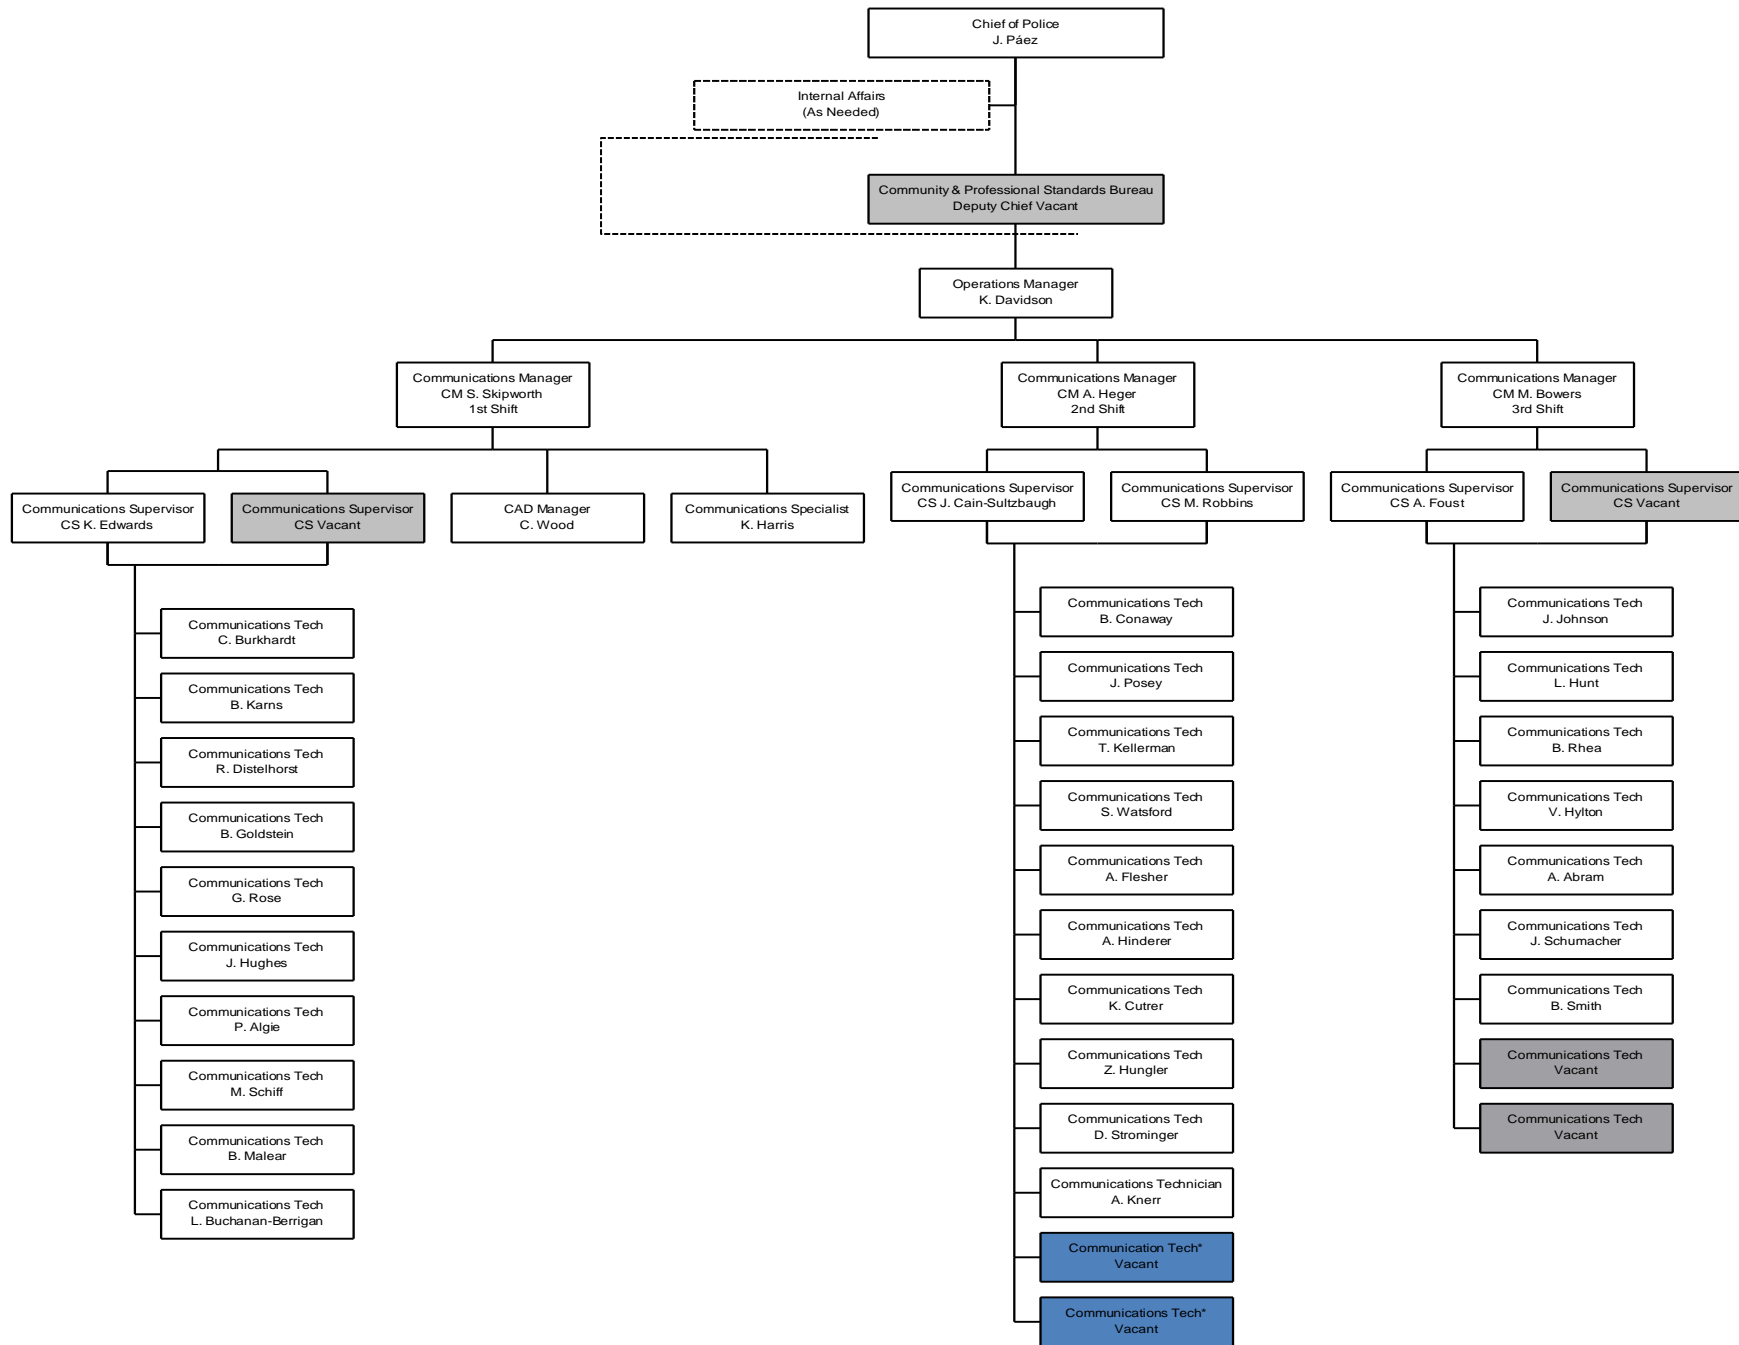 Chief of Police
J. Páez
Internal Affairs
(As Needed)
Community & Professional Standards Bureau
Deputy Chief Vacant
Operations Manager
K. Davidson
Communications Manager
CM S. Skipworth
1st Shift
Communications Manager
CM A. Heger
2nd Shift
Communications Manager
CM M. Bowers
3rd Shift
Communications Supervisor
CS K. Edwards
Communications Supervisor
CS Vacant
CAD Manager
C. Wood
Communications Specialist
K. Harris
Communications Supervisor
CS J. Cain-Sultzbaugh
Communications Supervisor
CS M. Robbins
Communications Supervisor
CS A. Foust
Communications Supervisor
CS Vacant
Communications Tech
C. Burkhardt
Communications Tech
B. Karns
Communications Tech
R. Distelhorst
Communications Tech
B. Goldstein
Communications Tech
G. Rose
Communications Tech
J. Hughes
Communications Tech
P. Algie
Communications Tech
M. Schiff
Communications Tech
B. Malear
Communications Tech
L. Buchanan-Berrigan
Communications Tech
B. Conaway
Communications Tech
J. Posey
Communications Tech
T. Kellerman
Communications Tech
S. Watsford
Communications Tech
A. Flesher
Communications Tech
A. Hinderer
Communications Tech
K. Cutrer
Communications Tech
Z. Hungler
Communications Tech
D. Strominger
Communications Technician
A. Knerr
Communication Tech*
Vacant
Communications Tech*
Vacant
Communications Tech
J. Johnson
Communications Tech
L. Hunt
Communications Tech
B. Rhea
Communications Tech
V. Hylton
Communications Tech
A. Abram
Communications Tech
J. Schumacher
Communications Tech
B. Smith
Communications Tech
Vacant
Communications Tech
Vacant